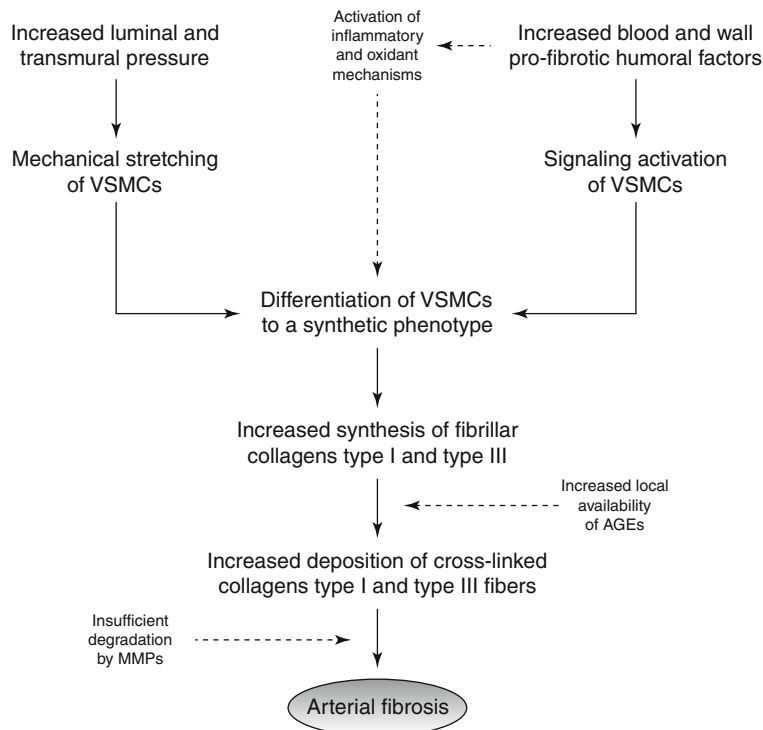 Increased luminal and
transmural pressure
Activation of
inflammatory
and oxidant
mechanisms
Increased blood and wall
pro-fibrotic humoral factors
Mechanical stretching
of VSMCs
Signaling activation
of VSMCs
Differentiation of VSMCs
to a synthetic phenotype
Increased synthesis of fibrillar
collagens type I and type III
Increased local
availability
of AGEs
Increased deposition of cross-linked
collagens type I and type III fibers
Insufficient
degradation
by MMPs
Arterial fibrosis